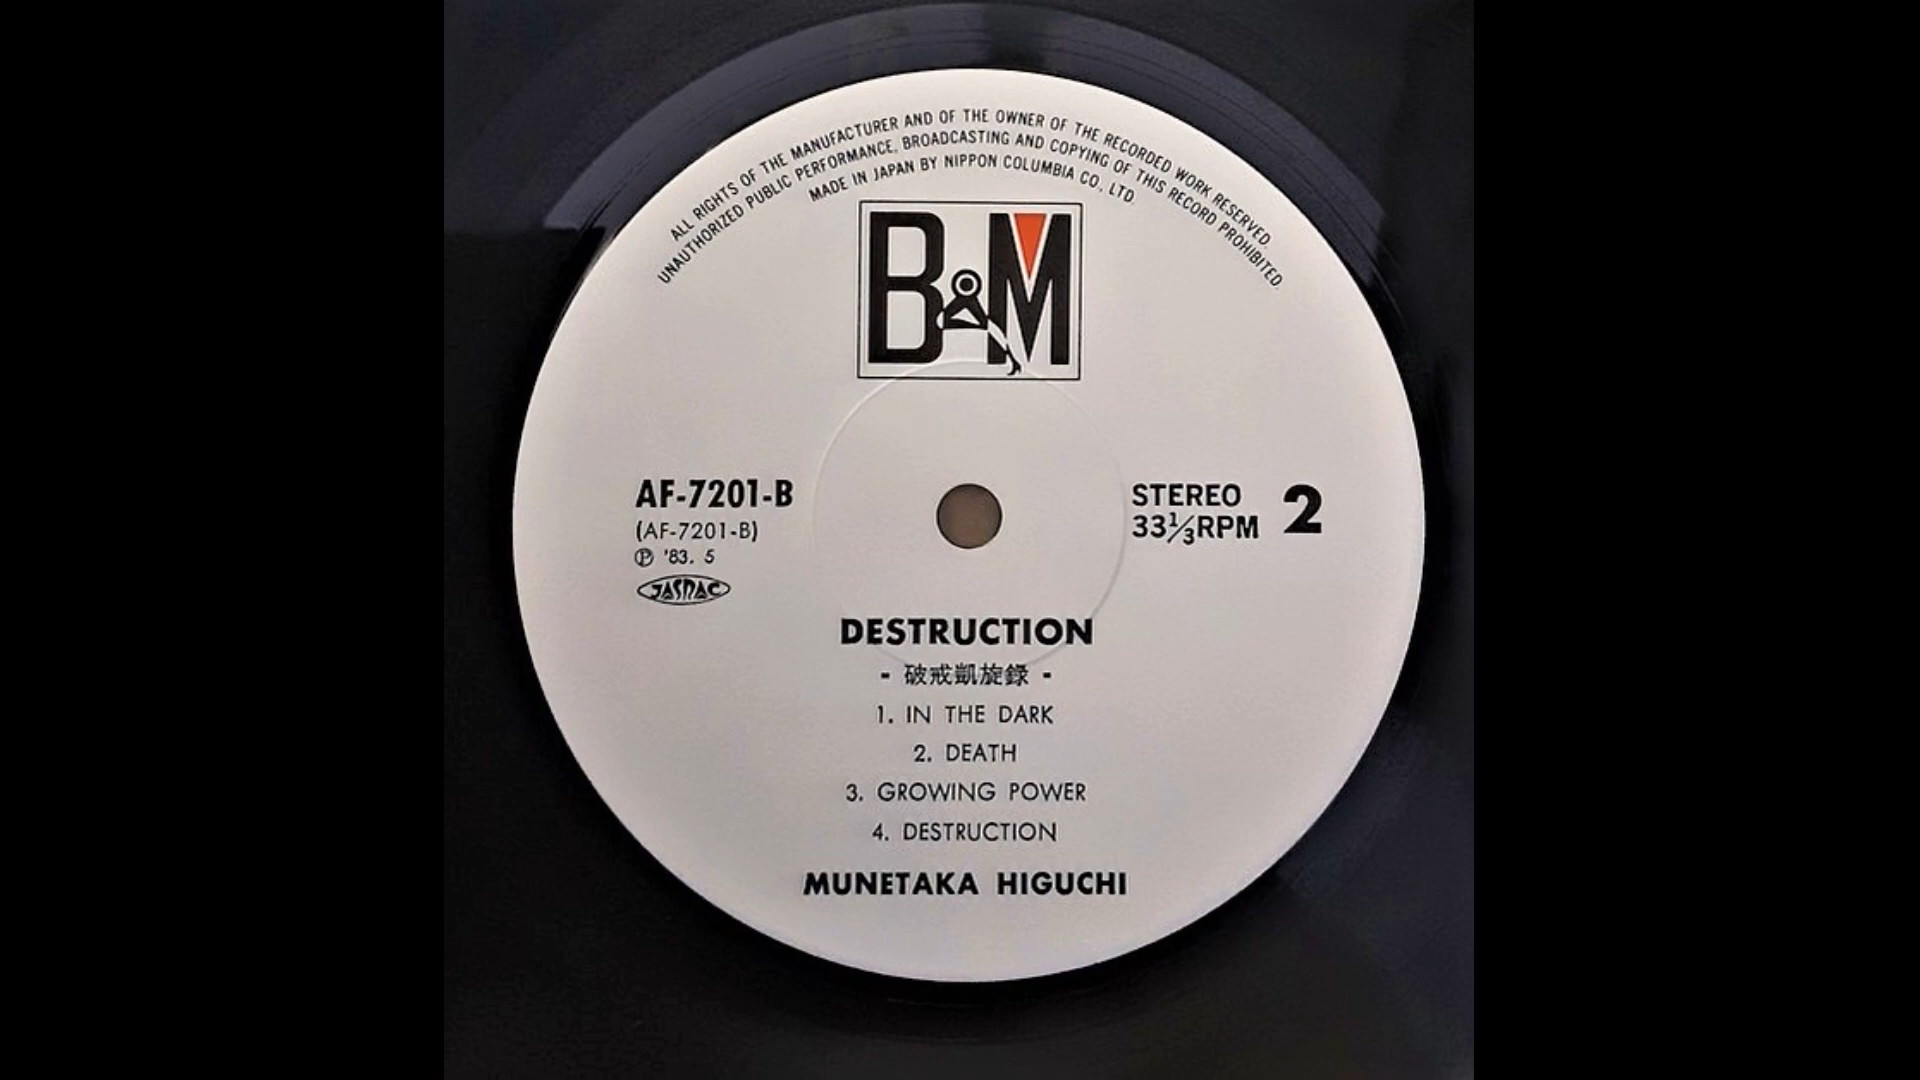 ALL RIGHTS OF THE MANUFACTURER AND OF THE OWNER OF THE RECORDED WORK RESERVED.
UNAUTHORIZED PUBLIC PERFORMANCE, BROADCASTING AND COPYING OF THIS RECORD PROHIBITED.
MADE IN JAPAN BY NIPPON COLUMBIA CO., LTD.
B&M
AF-7201-B
(AF-7201-B)
℗ '83. 5
JASRAC
STEREO 2
33⅓RPM
DESTRUCTION
- 破戒凱旋録 -
1. IN THE DARK
2. DEATH
3. GROWING POWER
4. DESTRUCTION
MUNETAKA HIGUCHI